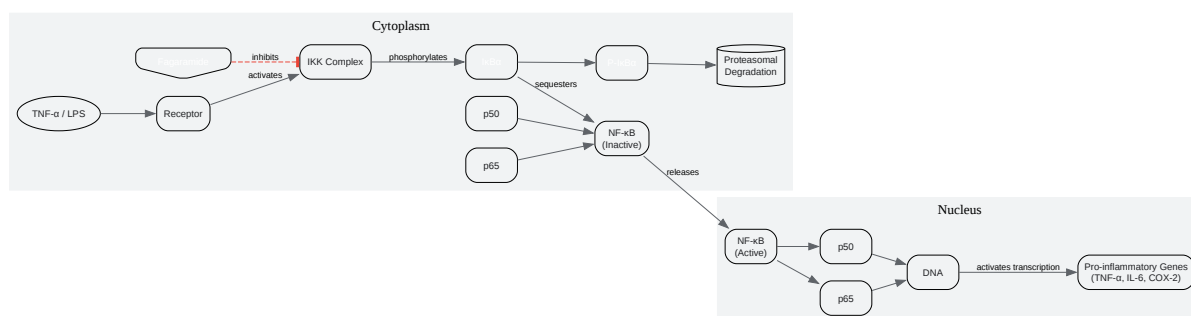 Cytoplasm
inhibits
IKK Complex
phosphorylates
Proteasomal
Degradation
activates
sequesters
TNF-α / LPS
Receptor
p50
NF-κB
(Inactive)
p65
releases
Nucleus
NF-κB
(Active)
p50
DNA
activates transcription
Pro-inflammatory Genes
(TNF-α, IL-6, COX-2)
p65